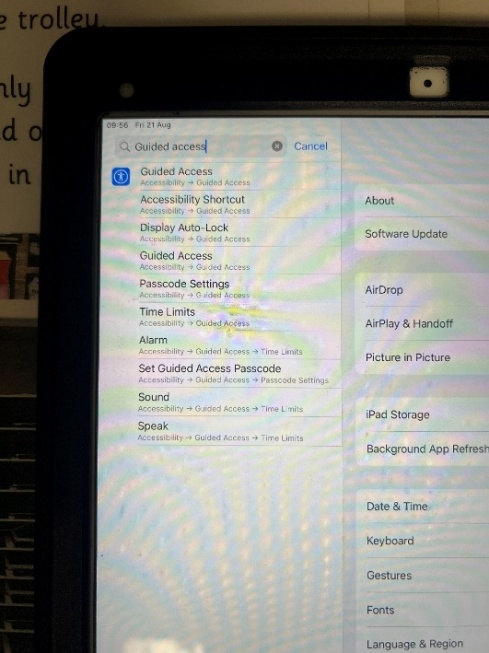 e trolley.
nly
d o
in
09:56 Fri 21 Aug
Guided access
Cancel
Guided Access
Accessibility → Guided Access
Accessibility Shortcut
Accessibility → Guided Access
Display Auto-Lock
Accessibility → Guided Access
Guided Access
Accessibility → Guided Access
Passcode Settings
Accessibility → Guided Access
Time Limits
Accessibility → Guided Access
Alarm
Accessibility → Guided Access → Time Limits
Set Guided Access Passcode
Accessibility → Guided Access → Passcode Settings
Sound
Accessibility → Guided Access → Time Limits
Speak
Accessibility → Guided Access → Time Limits
About
Software Update
AirDrop
AirPlay & Handoff
Picture in Picture
iPad Storage
Background App Refresh
Date & Time
Keyboard
Gestures
Fonts
Language & Region